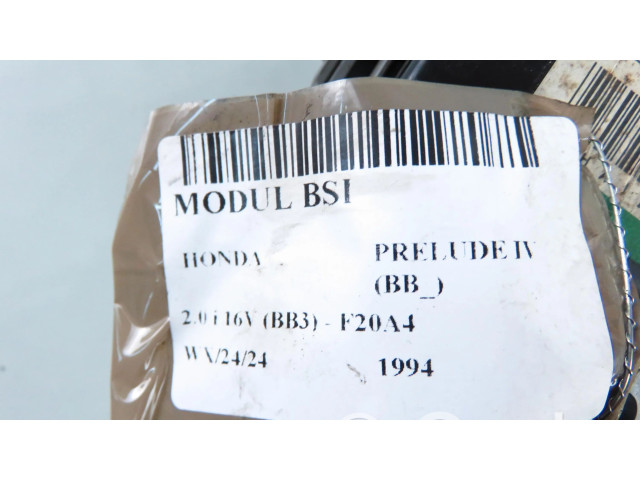 MODUL BSI
HONDA PRELUDE IV
(BB_)
2.0 i 16V (BB3) - F20A4
WX/24/24 1994